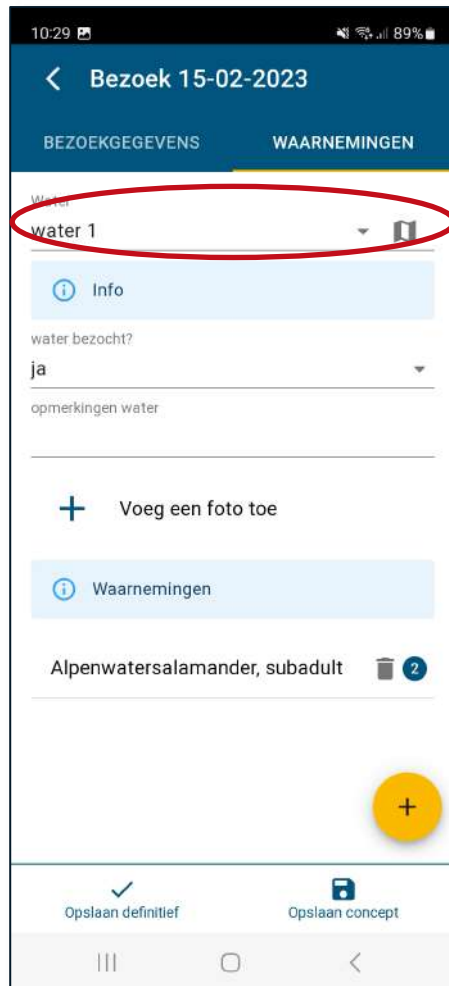 10:29 89%
Bezoek 15-02-2023
BEZOEKGEGEVENS WAARNEMINGEN
Water
water 1
Info
water bezocht?
ja
opmerkingen water
Voeg een foto toe
Waarnemingen
Alpenwatersalamander, subadult 2
+
Opslaan definitief Opslaan concept